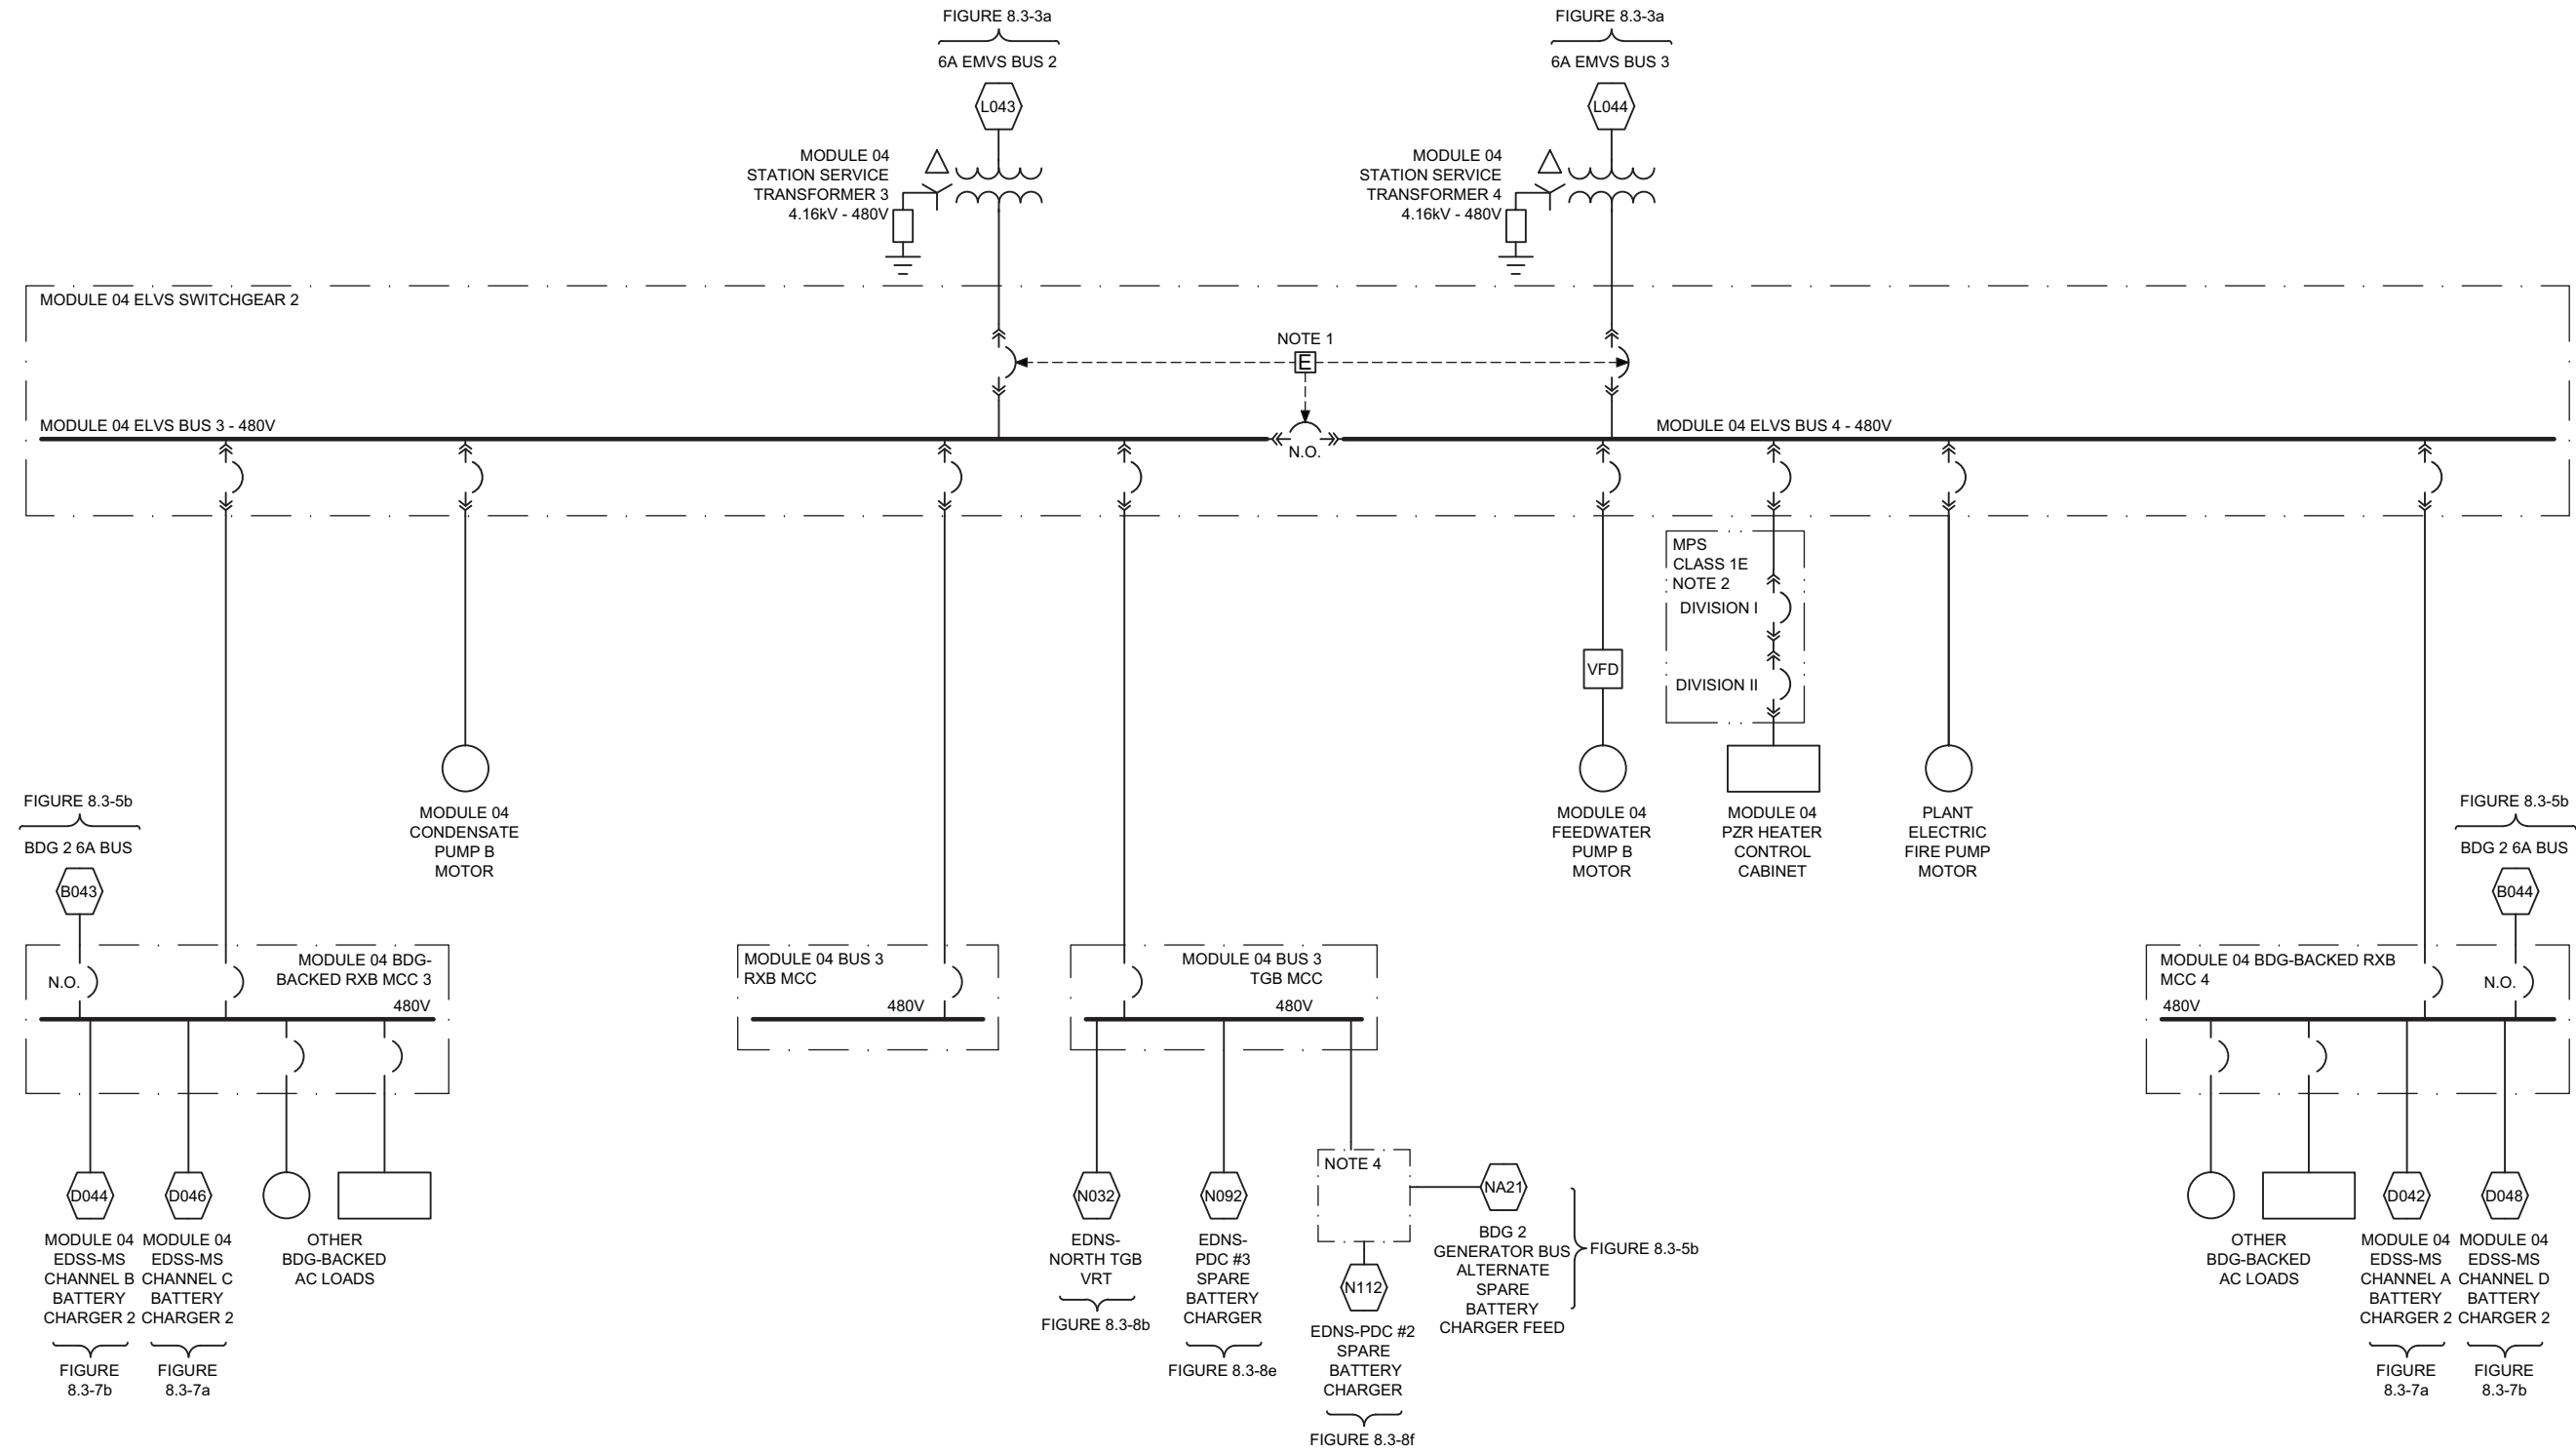 FIGURE 8.3-3a
6A EMVS BUS 2
L043
MODULE 04
STATION SERVICE
TRANSFORMER 3
4.16kV - 480V
FIGURE 8.3-3a
6A EMVS BUS 3
L044
MODULE 04
STATION SERVICE
TRANSFORMER 4
4.16kV - 480V
MODULE 04 ELVS SWITCHGEAR 2
NOTE 1
E
MODULE 04 ELVS BUS 3 - 480V
N.O.
MODULE 04 ELVS BUS 4 - 480V
MPS
CLASS 1E
NOTE 2
DIVISION I
DIVISION II
VFD
MODULE 04
CONDENSATE
PUMP B
MOTOR
MODULE 04
FEEDWATER
PUMP B
MOTOR
MODULE 04
PZR HEATER
CONTROL
CABINET
PLANT
ELECTRIC
FIRE PUMP
MOTOR
FIGURE 8.3-5b
BDG 2 6A BUS
B043
N.O.
MODULE 04 BDG-
BACKED RXB MCC 3
480V
MODULE 04 BUS 3
RXB MCC
480V
MODULE 04 BUS 3
TGB MCC
480V
FIGURE 8.3-5b
BDG 2 6A BUS
B044
MODULE 04 BDG-BACKED RXB
MCC 4
N.O.
480V
D044
MODULE 04
EDSS-MS
CHANNEL B
BATTERY
CHARGER 2
FIGURE
8.3-7b
D046
MODULE 04
EDSS-MS
CHANNEL C
BATTERY
CHARGER 2
FIGURE
8.3-7a
OTHER
BDG-BACKED
AC LOADS
N032
EDNS-
NORTH TGB
VRT
FIGURE 8.3-8b
N092
EDNS-
PDC #3
SPARE
BATTERY
CHARGER
FIGURE 8.3-8e
NOTE 4
N112
EDNS-PDC #2
SPARE
BATTERY
CHARGER
FIGURE 8.3-8f
NA21
BDG 2
GENERATOR BUS
ALTERNATE
SPARE
BATTERY
CHARGER FEED
FIGURE 8.3-5b
OTHER
BDG-BACKED
AC LOADS
D042
MODULE 04
EDSS-MS
CHANNEL A
BATTERY
CHARGER 2
FIGURE
8.3-7a
D048
MODULE 04
EDSS-MS
CHANNEL D
BATTERY
CHARGER 2
FIGURE
8.3-7b